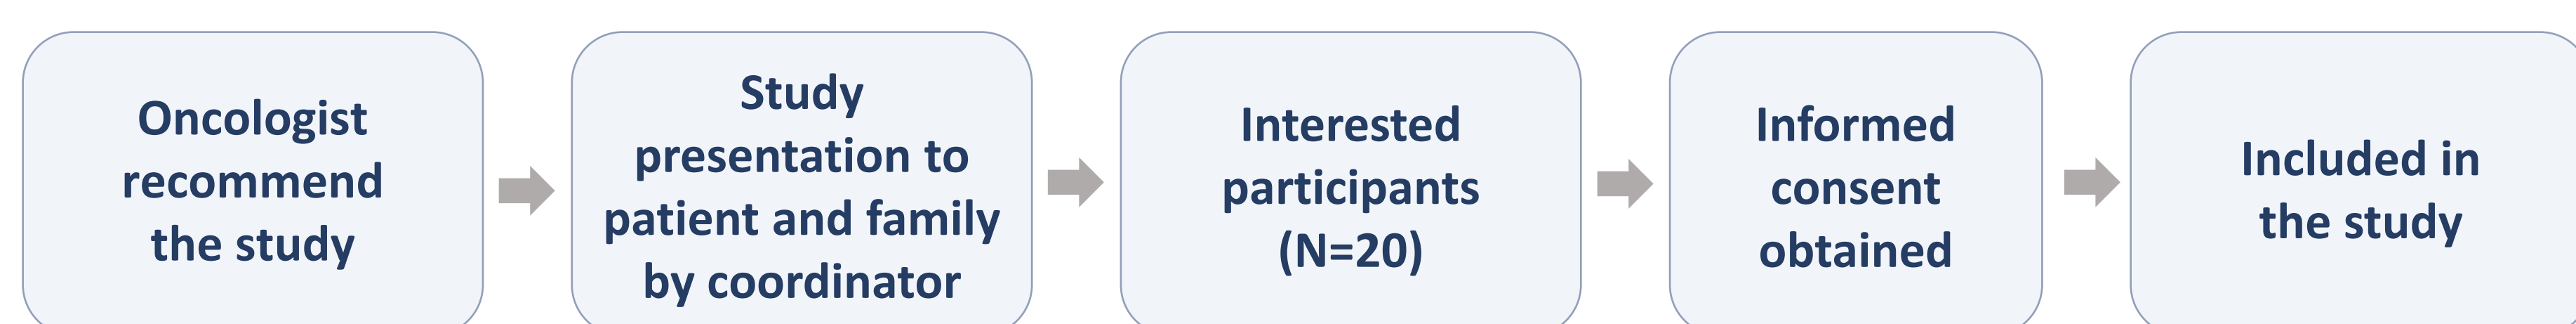 Oncologist
recommend
the study
Study
presentation to
patient and family
by coordinator
Interested
participants
(N=20)
Informed
consent
obtained
Included in
the study